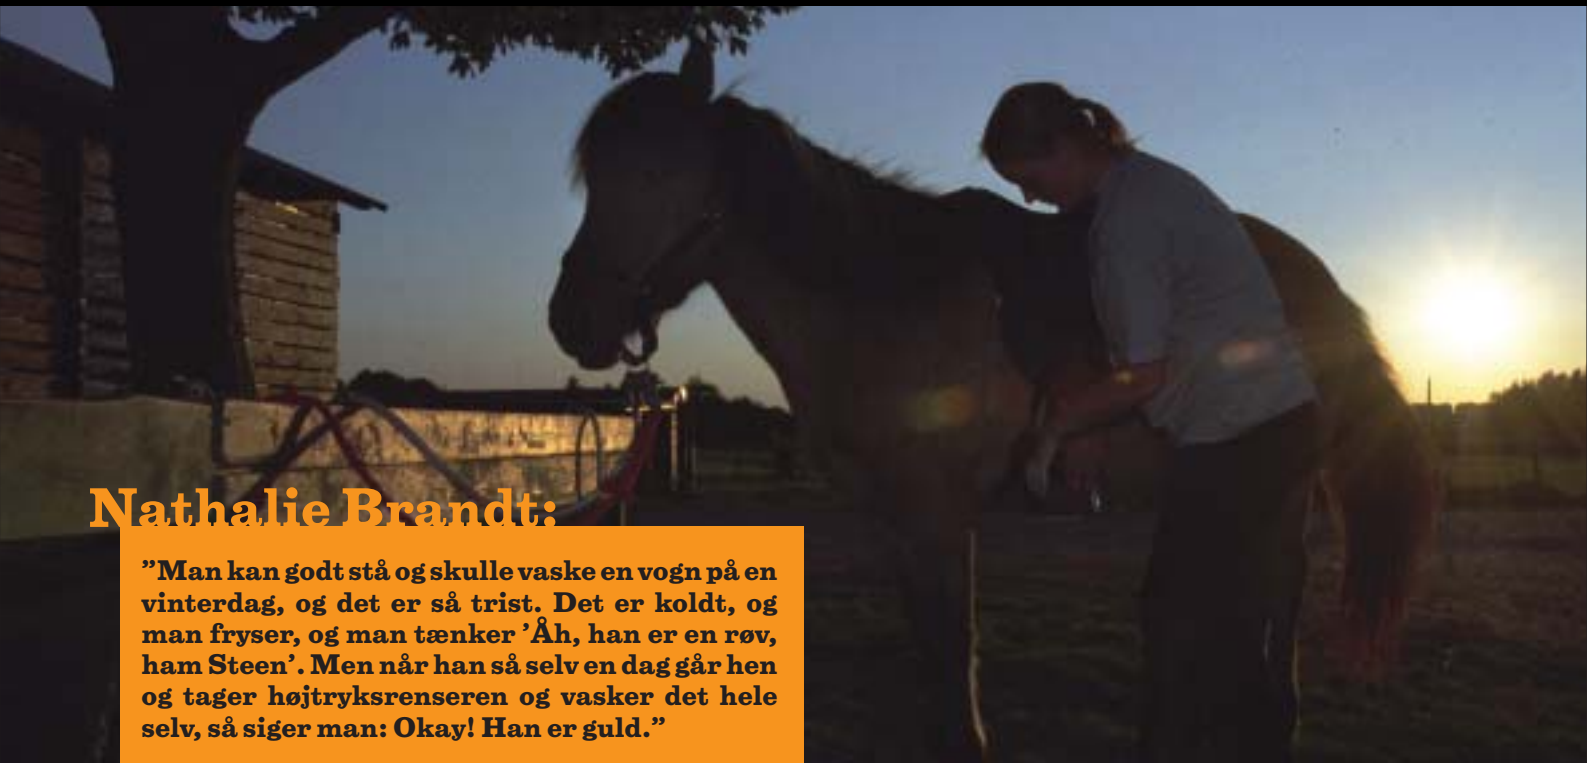 Nathalie Brandt:
”Man kan godt stå og skulle vaske en vogn på en
vinterdag, og det er så trist. Det er koldt, og
man fryser, og man tænker ’Åh, han er en røv,
ham Steen’. Men når han så selv en dag går hen
og tager højtryksrenseren og vasker det hele
selv, så siger man: Okay! Han er guld.”